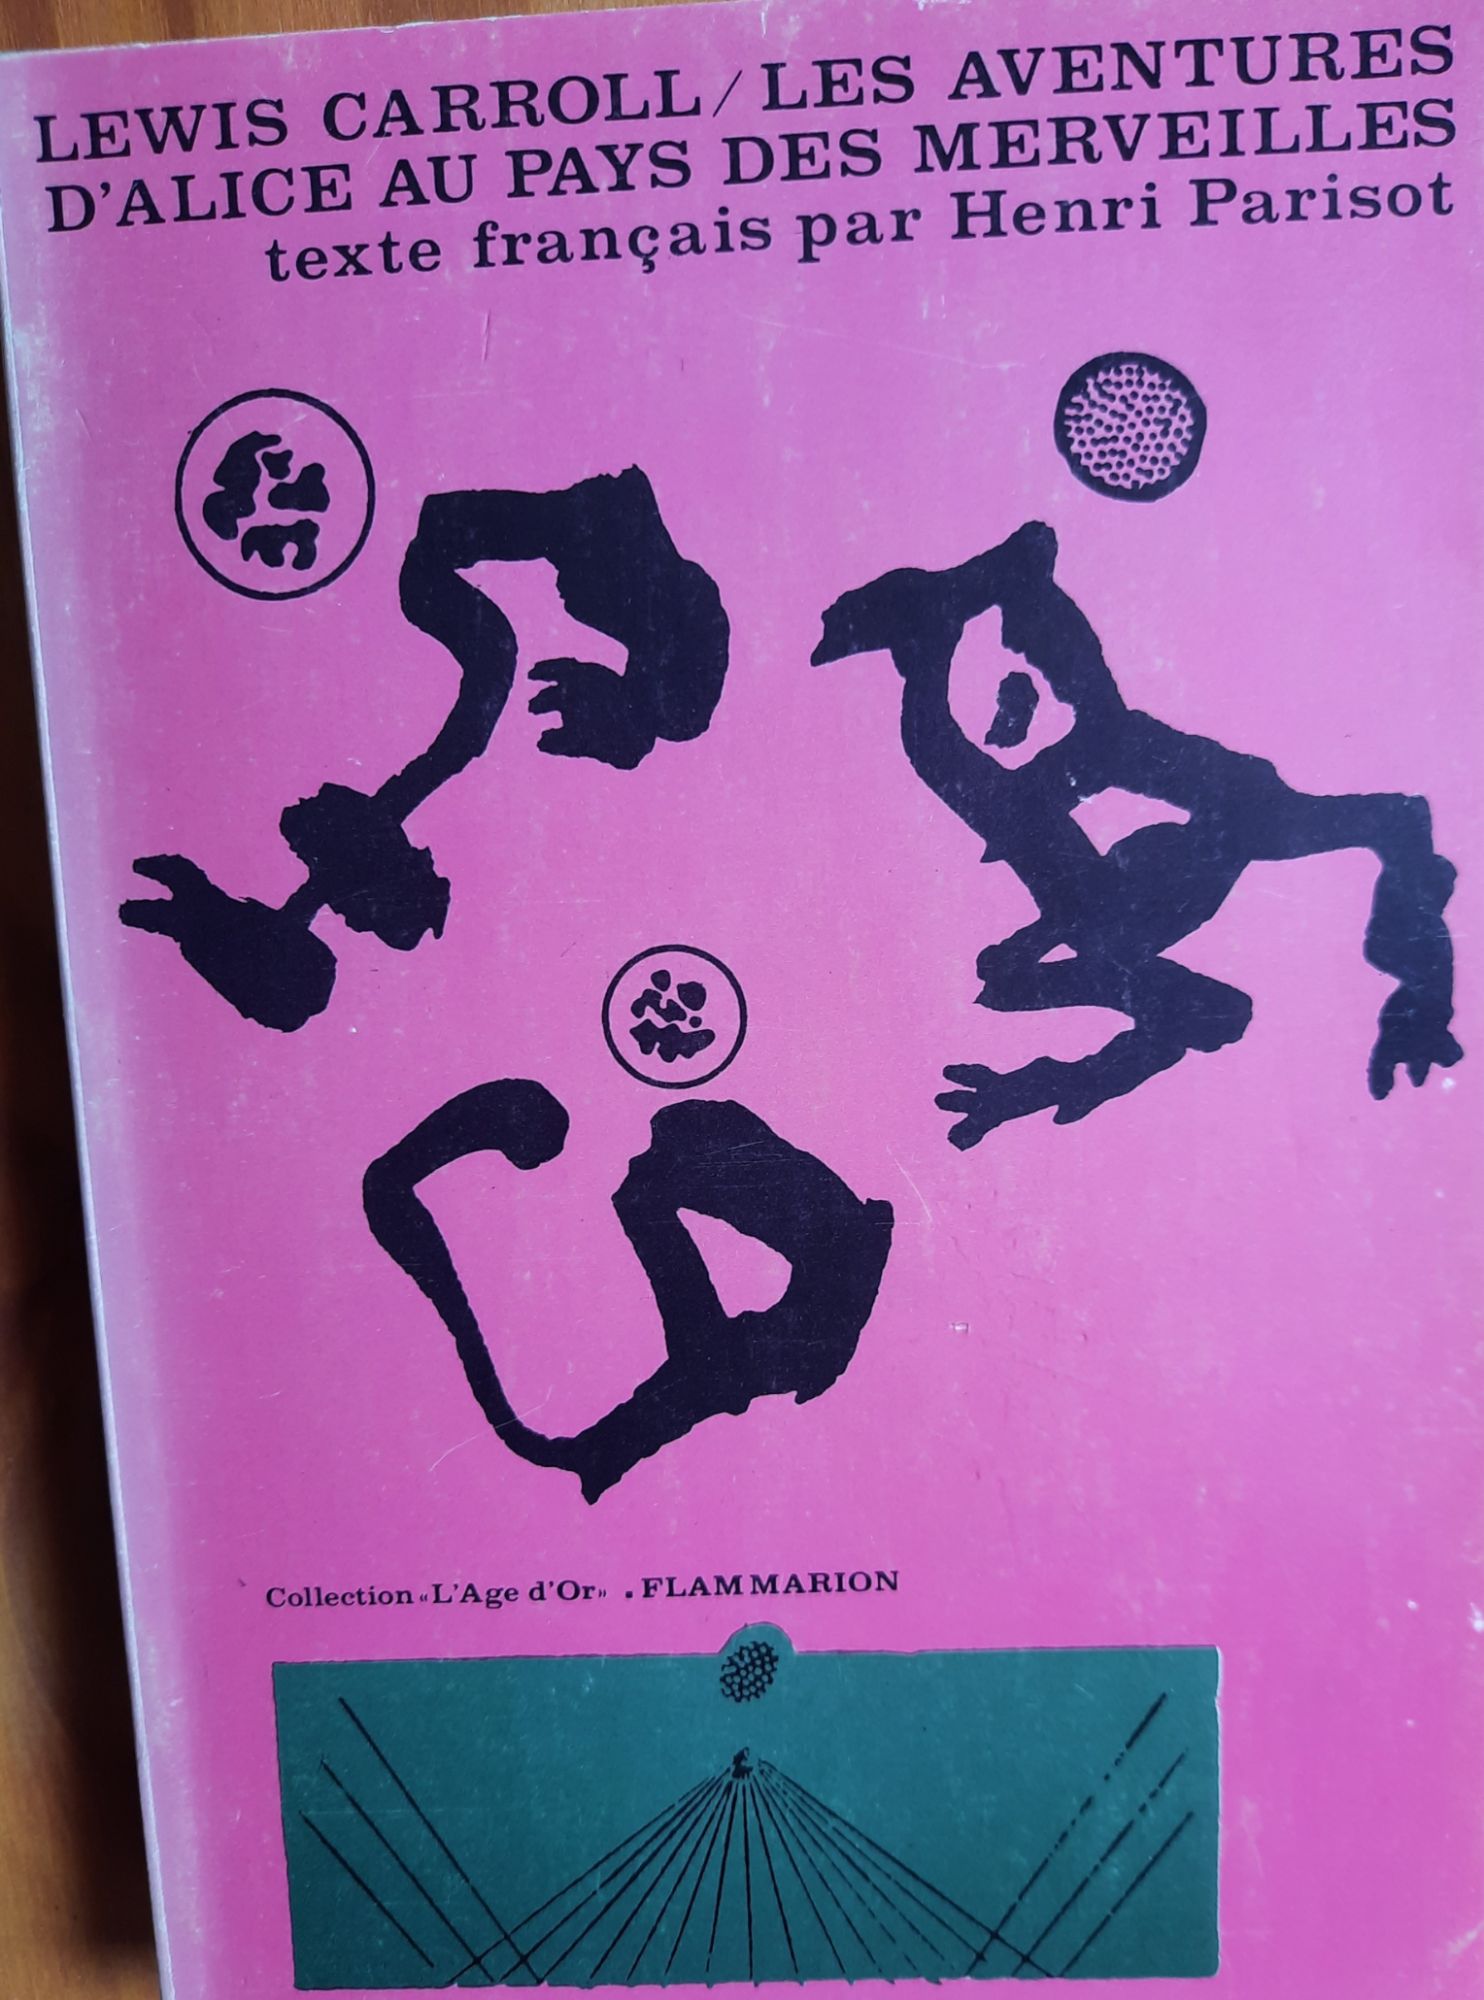 LEWIS CARROLL / LES AVENTURES
D'ALICE AU PAYS DES MERVEILLES
texte français par Henri Parisot
Collection «L'Age d'Or» . FLAMMARION